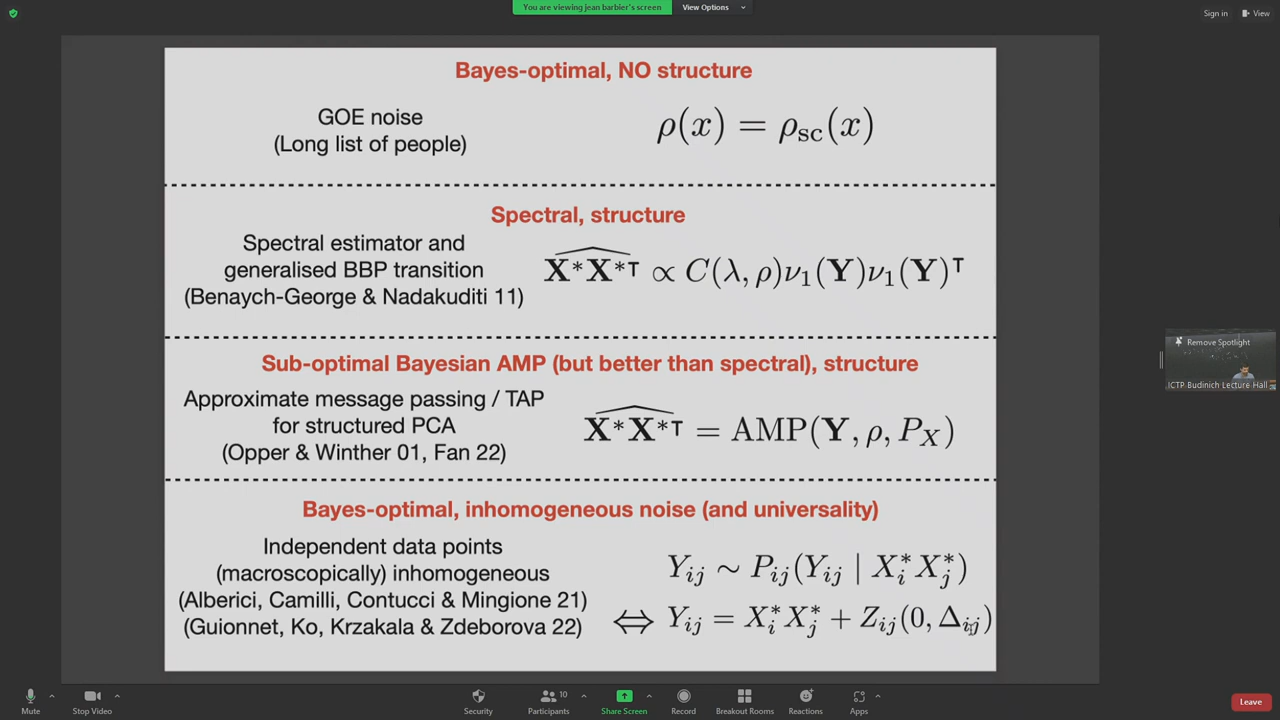 You are viewing jean barbier's screen
View Options
Sign in
View
Bayes-optimal, NO structure
GOE noise
(Long list of people)
ρ(x) = ρ_sc(x)
Spectral, structure
Spectral estimator and
generalised BBP transition
(Benaych-George & Nadakuditi 11)
\widehat{X*X*ᵀ} ∝ C(λ, ρ)ν₁(Y)ν₁(Y)ᵀ
Sub-optimal Bayesian AMP (but better than spectral), structure
Approximate message passing / TAP
for structured PCA
(Opper & Winther 01, Fan 22)
\widehat{X*X*ᵀ} = AMP(Y, ρ, P_X)
Bayes-optimal, inhomogeneous noise (and universality)
Independent data points
(macroscopically) inhomogeneous
(Alberici, Camilli, Contucci & Mingione 21)
(Guionnet, Ko, Krzakala & Zdeborova 22)
Y_ij ∼ P_ij(Y_ij | X_i* X_j*)
⟺ Y_ij = X_i* X_j* + Z_ij(0, Δ_ij)
Remove Spotlight
ICTP Budinich Lecture Hall
Mute
Stop Video
Security
10
Participants
Share Screen
Record
Breakout Rooms
Reactions
Apps
Leave